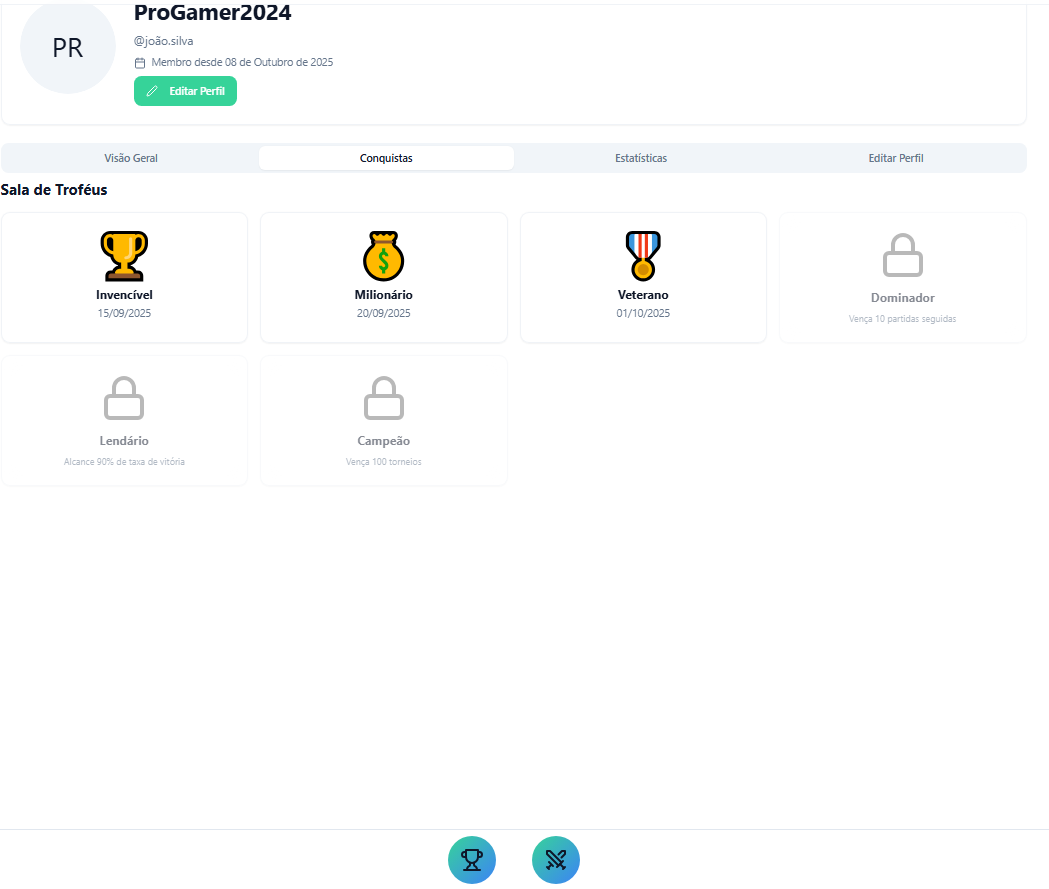 ProGamer2024
PR
@joão.silva
Membro desde 08 de Outubro de 2025
Editar Perfil
Visão Geral
Conquistas
Estatísticas
Editar Perfil
Sala de Troféus
Invencível
15/09/2025
Milionário
20/09/2025
Veterano
01/10/2025
Dominador
Vença 10 partidas seguidas
Lendário
Alcance 90% de taxa de vitória
Campeão
Vença 100 torneios